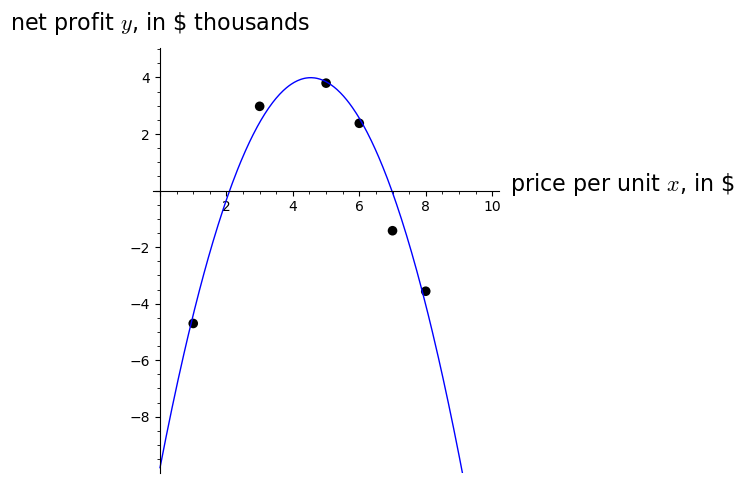 net profit y, in $ thousands
4
2
price per unit x, in $
2 4 6 8 10
−2
−4
−6
−8